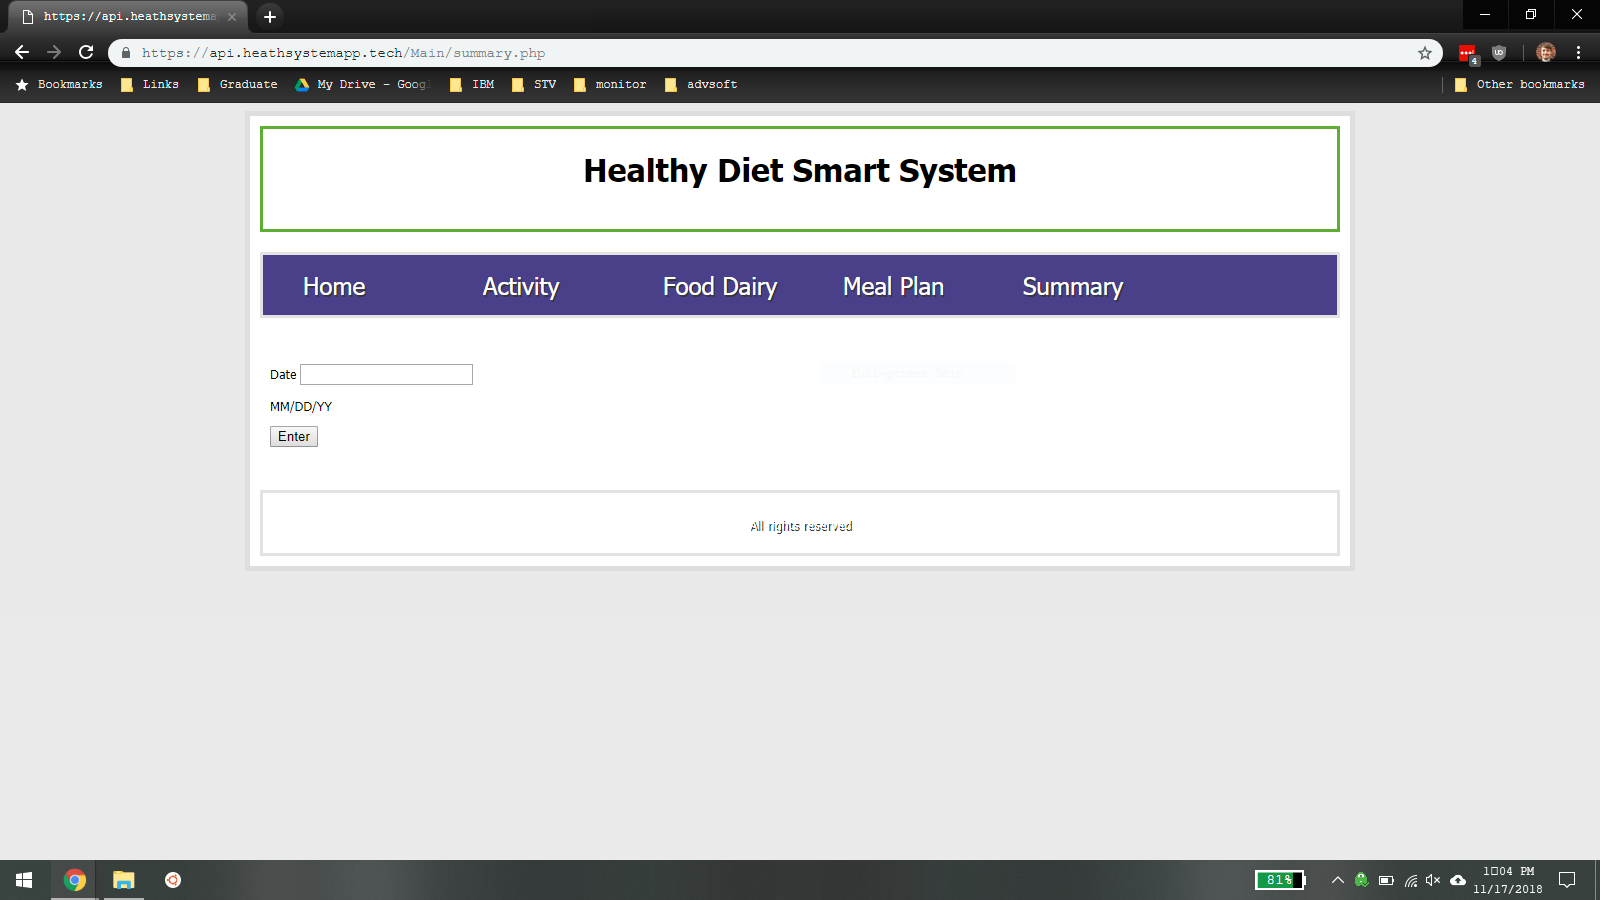 https://api.heathsystema
https://api.heathsystemapp.tech/Main/summary.php
4
Bookmarks Links Graduate My Drive - Goog IBM STV monitor advsoft Other bookmarks
Healthy Diet Smart System
Home Activity Food Dairy Meal Plan Summary
Date
MM/DD/YY
Enter
All rights reserved
81%
1▯04 PM
11/17/2018